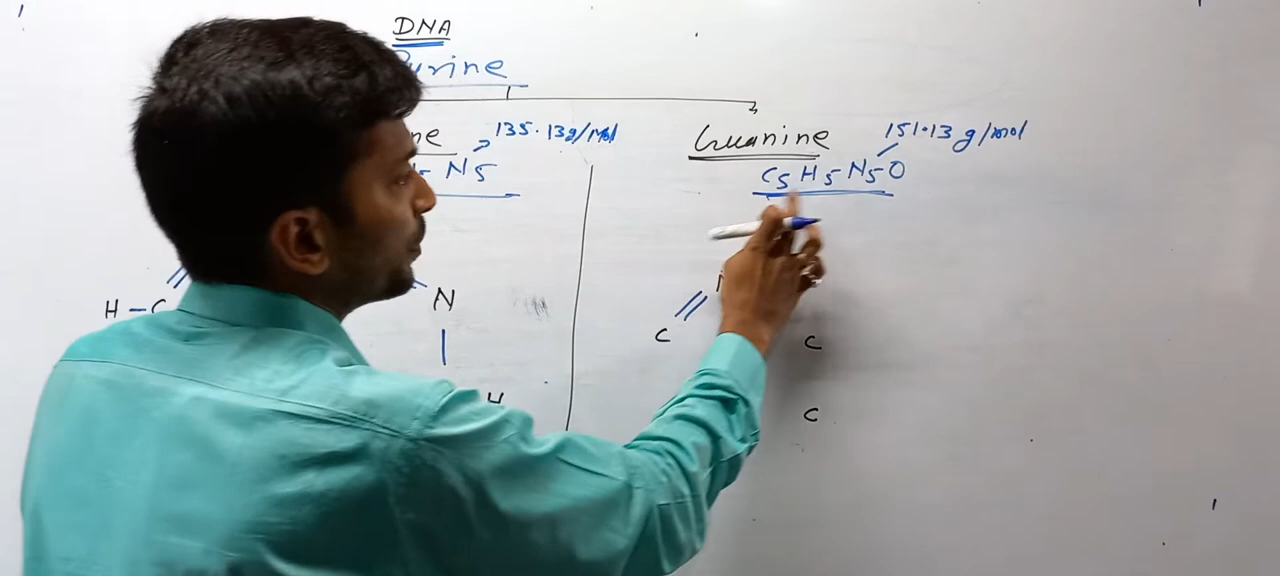 DNA
urine
ne 135.13g/mol
N5
Guanine 151.13 g/mol
C5H5N5O
H-C
N
H
C
C
C